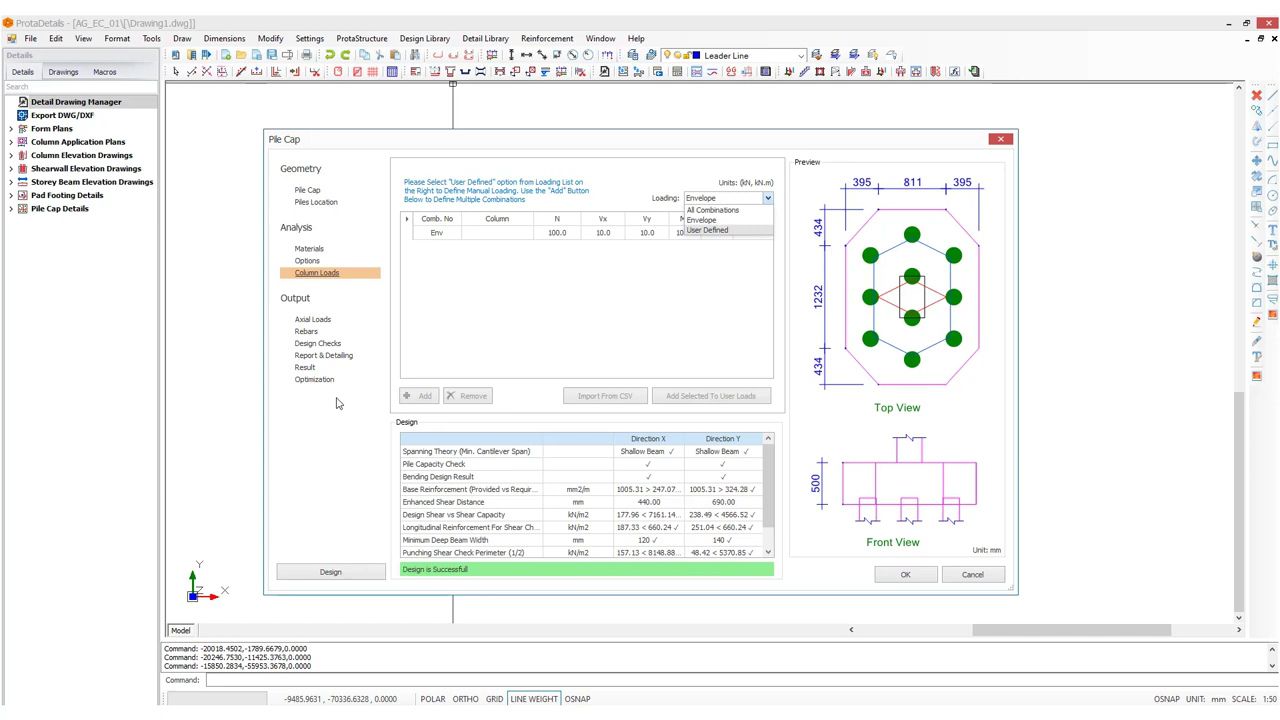 ProtaDetails - [AG_EC_01\[\Drawing1.dwg]]
File Edit View Format Tools Draw Dimensions Modify Settings ProtaStructure Design Library Detail Library Reinforcement Window Help
Details
Leader Line
Details Drawings Macros
Search
Detail Drawing Manager
Export DWG/DXF
Form Plans
Column Application Plans
Column Elevation Drawings
Shearwall Elevation Drawings
Storey Beam Elevation Drawings
Pad Footing Details
Pile Cap Details
Pile Cap
Geometry
Pile Cap
Piles Location
Analysis
Materials
Options
Column Loads
Output
Axial Loads
Rebars
Design Checks
Report & Detailing
Result
Optimization
Design
Please Select "User Defined" option from Loading List on
the Right to Define Manual Loading. Use the "Add" Button
Below to Define Multiple Combinations
Units: (kN, kN.m)
Loading: Envelope
All Combinations
Envelope
User Defined
Comb. No Column N Vx Vy M
Env 100.0 10.0 10.0 10
Add Remove Import From CSV Add Selected To User Loads
Design
Direction X Direction Y
Spanning Theory (Min. Cantilever Span) Shallow Beam ✓ Shallow Beam ✓
Pile Capacity Check ✓ ✓
Bending Design Result ✓ ✓
Base Reinforcement (Provided vs Requir... mm2/m 1005.31 > 247.07... 1005.31 > 324.28 ✓
Enhanced Shear Distance mm 440.00 690.00
Design Shear vs Shear Capacity kN/m2 177.96 < 7161.14... 238.49 < 4566.52 ✓
Longitudinal Reinforcement For Shear Ch... kN/m2 187.33 < 660.24 ✓ 251.04 < 660.24 ✓
Minimum Deep Beam Width mm 120 ✓ 140 ✓
Punching Shear Check Perimeter (1/2) kN/m2 157.13 < 8148.88... 48.42 < 5370.85 ✓
Design is Successfull
Preview
395 811 395
434
1232
434
Top View
500
Front View
Unit: mm
OK Cancel
Y
Z
X
Model
Command: -20018.4502,-1789.6679,0.0000
Command: -20246.7530,-11425.3763,0.0000
Command: -15850.2834,-55953.3678,0.0000
Command:
-9485.9631 , -70336.6328 , 0.0000 POLAR ORTHO GRID LINE WEIGHT OSNAP OSNAP UNIT: mm SCALE: 1:50